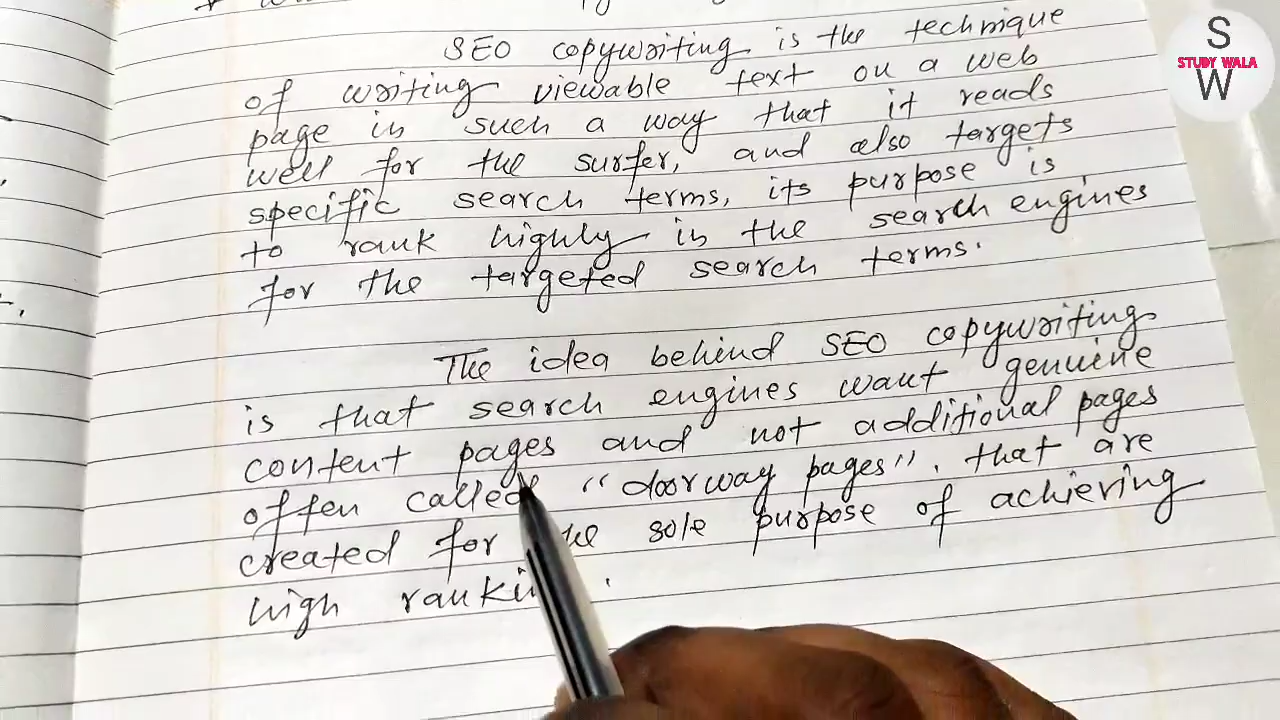 SEO copywriting is the technique
of writing viewable text on a web
page in such a way that it reads
well for the surfer, and also targets
specific search terms, its purpose is
to rank highly in the search engines
for the targeted search terms.
The idea behind SEO copywriting
is that search engines want genuine
content pages and not additional pages
often called "doorway pages". that are
created for the sole purpose of achieving
high
S
STUDY WALA
W